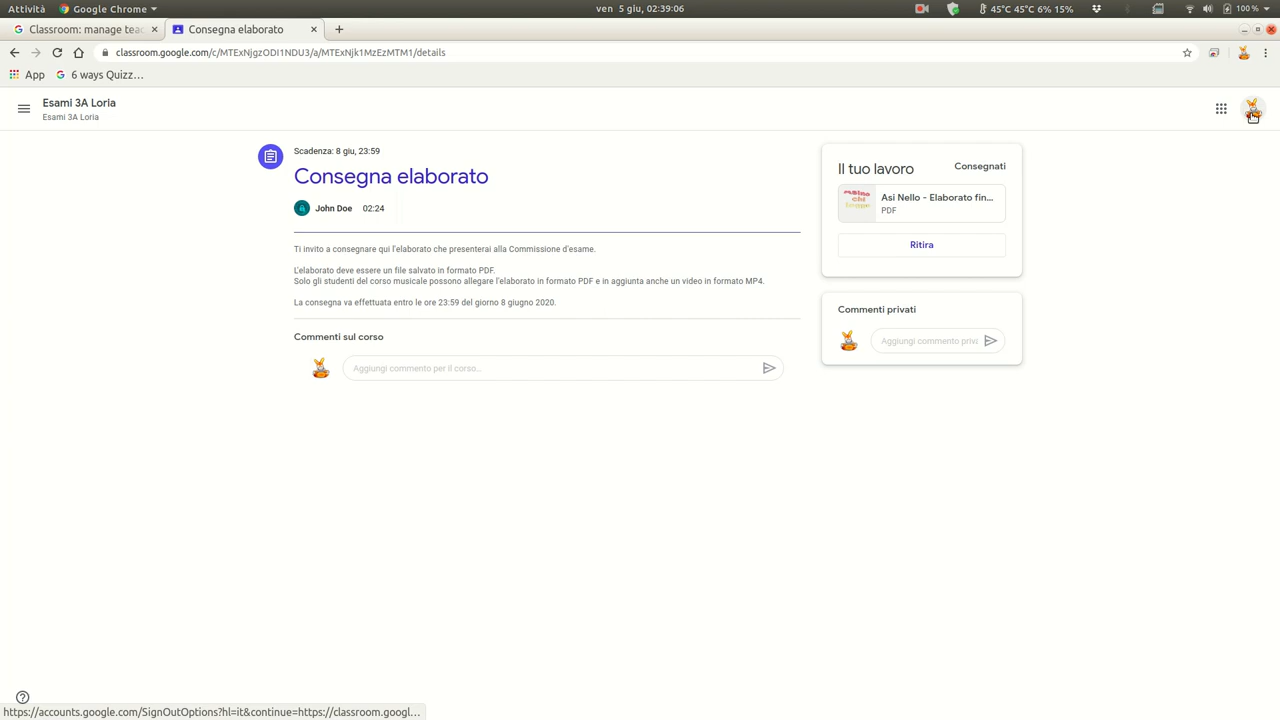 Attività
Google Chrome
ven 5 giu, 02:39:06
45°C 45°C 6% 15%
100 %
Classroom: manage tea
Consegna elaborato
classroom.google.com/c/MTExNjgzODI1NDU3/a/MTExNjk1MzEzMTM1/details
App
6 ways Quizz…
Esami 3A Loria
Esami 3A Loria
Scadenza: 8 giu, 23:59
Consegna elaborato
John Doe 02:24
Ti invito a consegnare qui l'elaborato che presenterai alla Commissione d'esame.
L'elaborato deve essere un file salvato in formato PDF.
Solo gli studenti del corso musicale possono allegare l'elaborato in formato PDF e in aggiunta anche un video in formato MP4.
La consegna va effettuata entro le ore 23:59 del giorno 8 giugno 2020.
Commenti sul corso
Aggiungi commento per il corso…
Il tuo lavoro
Consegnati
Asi Nello - Elaborato fin…
PDF
Ritira
Commenti privati
Aggiungi commento priva
https://accounts.google.com/SignOutOptions?hl=it&continue=https://classroom.googl…